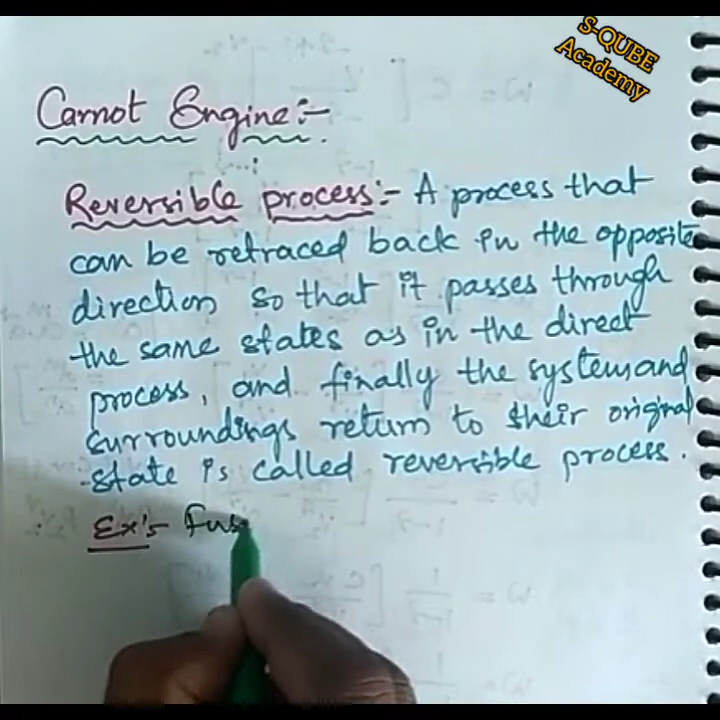 S-QUBE
Academy
Carnot Engine:-
Reversible process:- A process that
can be retraced back in the opposite
direction so that it passes through
the same states as in the direct
process, and finally the system and
surroundings return to their original
state is called reversible process.
Ex's- Fus